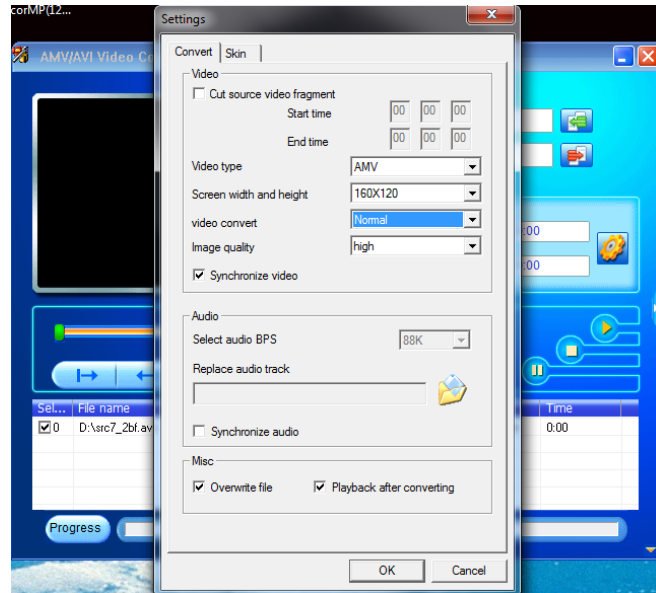 corMP(12...
Settings
AMV/AVI Video Co
Convert
Skin
Video
Cut source video fragment
Start time 00 00 00
End time 00 00 00
Video type AMV
Screen width and height 160X120
video convert Normal
Image quality high
Synchronize video
:00
:00
Audio
Select audio BPS 88K
Replace audio track
Synchronize audio
Sel... File name Time
0 D:\src7_2bf.av 0:00
Misc
Overwrite file Playback after converting
Progress
OK Cancel